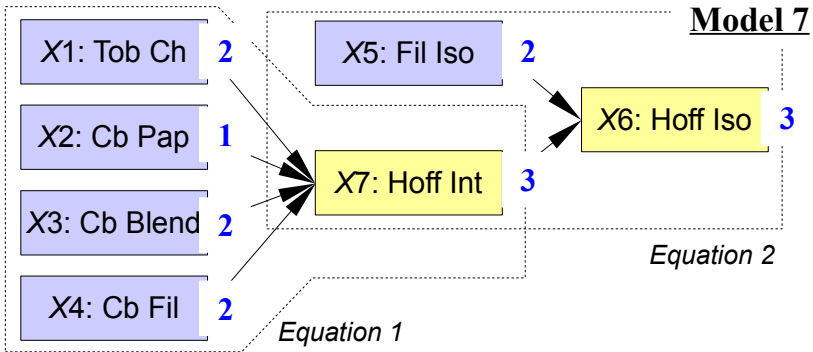 Model 7
X1: Tob Ch 2
X5: Fil Iso 2
X2: Cb Pap 1
X6: Hoff Iso 3
X7: Hoff Int 3
X3: Cb Blend 2
Equation 2
X4: Cb Fil 2
Equation 1